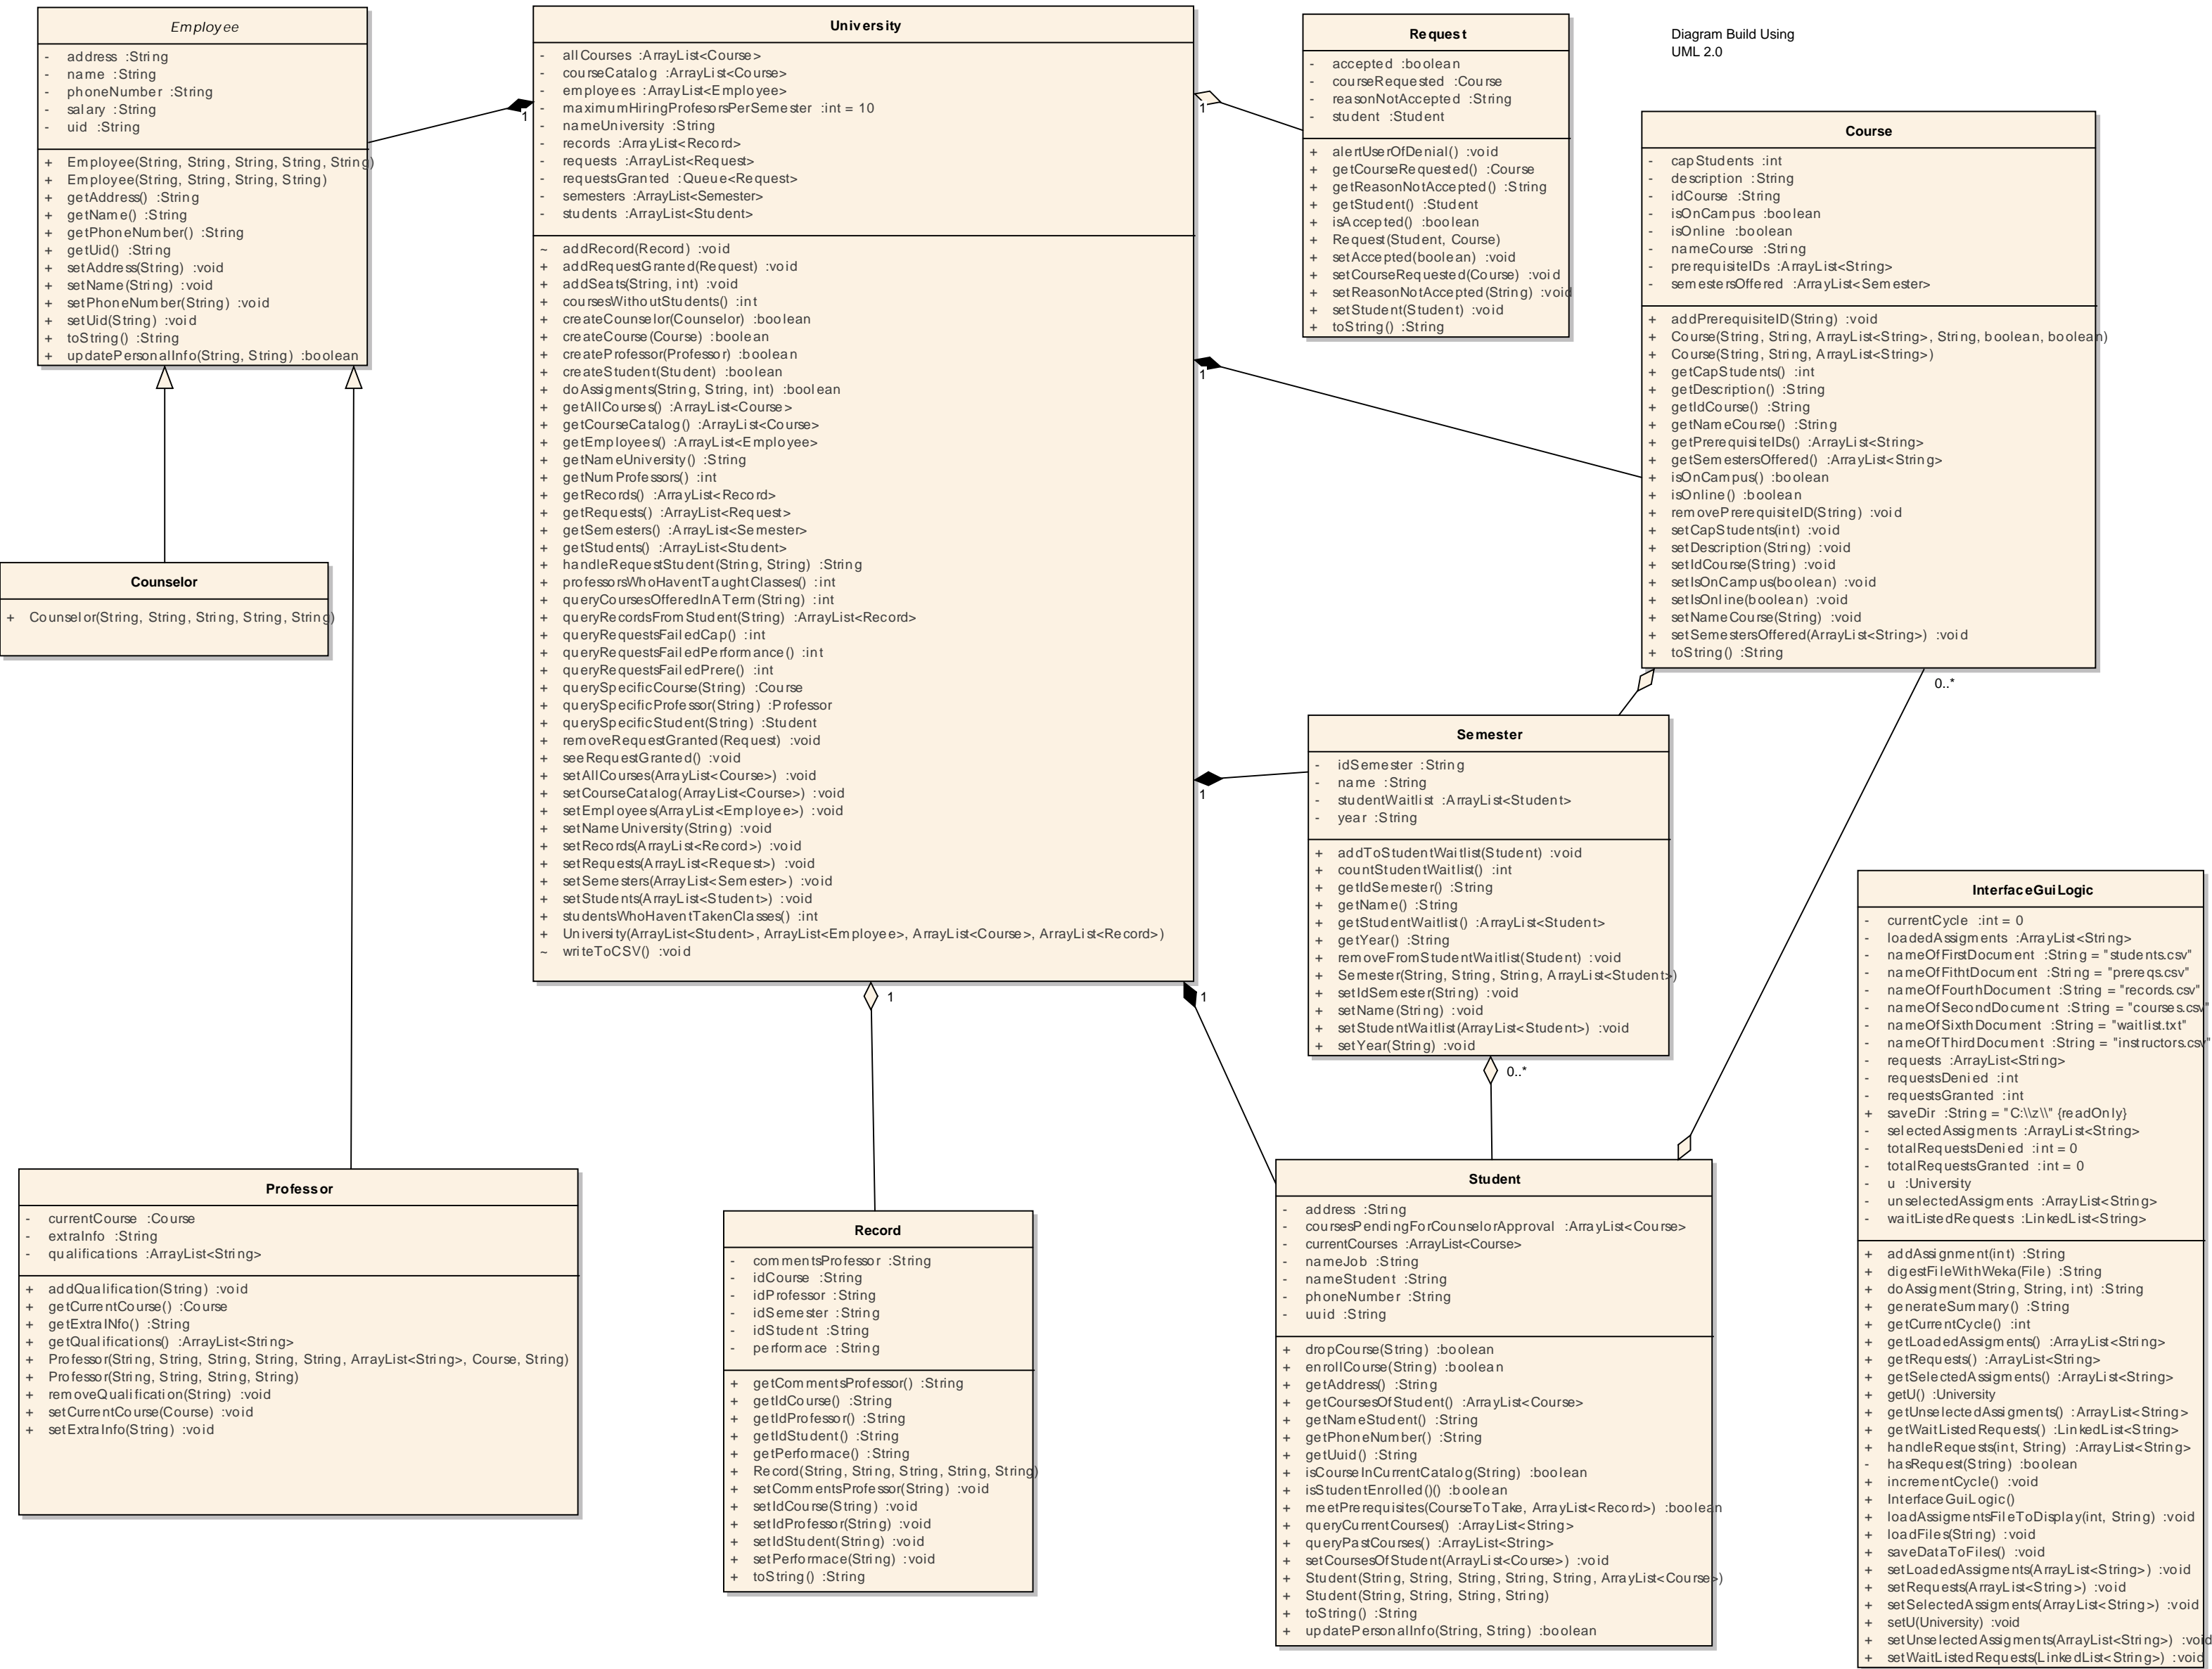 Employee
- address :String
- name :String
- phoneNumber :String
- salary :String
- uid :String
+ Employee(String, String, String, String, String)
+ Employee(String, String, String, String)
+ getAddress() :String
+ getName() :String
+ getPhoneNumber() :String
+ getUid() :String
+ setAddress(String) :void
+ setName(String) :void
+ setPhoneNumber(String) :void
+ setUid(String) :void
+ toString() :String
+ updatePersonalInfo(String, String) :boolean
1
University
- allCourses :ArrayList<Course>
- courseCatalog :ArrayList<Course>
- employees :ArrayList<Employee>
- maximumHiringProfesorsPerSemester :int = 10
- nameUniversity :String
- records :ArrayList<Record>
- requests :ArrayList<Request>
- requestsGranted :Queue<Request>
- semesters :ArrayList<Semester>
- students :ArrayList<Student>
~ addRecord(Record) :void
+ addRequestGranted(Request) :void
+ addSeats(String, int) :void
+ coursesWithoutStudents() :int
+ createCounselor(Counselor) :boolean
+ createCourse(Course) :boolean
+ createProfessor(Professor) :boolean
+ createStudent(Student) :boolean
+ doAssigments(String, String, int) :boolean
+ getAllCourses() :ArrayList<Course>
+ getCourseCatalog() :ArrayList<Course>
+ getEmployees() :ArrayList<Employee>
+ getNameUniversity() :String
+ getNumProfessors() :int
+ getRecords() :ArrayList<Record>
+ getRequests() :ArrayList<Request>
+ getSemesters() :ArrayList<Semester>
+ getStudents() :ArrayList<Student>
+ handleRequestStudent(String, String) :String
+ professorsWhoHaventTaughtClasses() :int
+ queryCoursesOfferedInATerm(String) :int
+ queryRecordsFromStudent(String) :ArrayList<Record>
+ queryRequestsFailedCap() :int
+ queryRequestsFailedPerformance() :int
+ queryRequestsFailedPrere() :int
+ querySpecificCourse(String) :Course
+ querySpecificProfessor(String) :Professor
+ querySpecificStudent(String) :Student
+ removeRequestGranted(Request) :void
+ seeRequestGranted() :void
+ setAllCourses(ArrayList<Course>) :void
+ setCourseCatalog(ArrayList<Course>) :void
+ setEmployees(ArrayList<Employee>) :void
+ setNameUniversity(String) :void
+ setRecords(ArrayList<Record>) :void
+ setRequests(ArrayList<Request>) :void
+ setSemesters(ArrayList<Semester>) :void
+ setStudents(ArrayList<Student>) :void
+ studentsWhoHaventTakenClasses() :int
+ University(ArrayList<Student>, ArrayList<Employee>, ArrayList<Course>, ArrayList<Record>)
~ writeToCSV() :void
1
1
1
1
1
Request
- accepted :boolean
- courseRequested :Course
- reasonNotAccepted :String
- student :Student
+ alertUserOfDenial() :void
+ getCourseRequested() :Course
+ getReasonNotAccepted() :String
+ getStudent() :Student
+ isAccepted() :boolean
+ Request(Student, Course)
+ setAccepted(boolean) :void
+ setCourseRequested(Course) :void
+ setReasonNotAccepted(String) :void
+ setStudent(Student) :void
+ toString() :String
Diagram Build Using
UML 2.0
Course
- capStudents :int
- description :String
- idCourse :String
- isOnCampus :boolean
- isOnline :boolean
- nameCourse :String
- prerequisiteIDs :ArrayList<String>
- semestersOffered :ArrayList<Semester>
+ addPrerequisiteID(String) :void
+ Course(String, String, ArrayList<String>, String, boolean, boolean)
+ Course(String, String, ArrayList<String>)
+ getCapStudents() :int
+ getDescription() :String
+ getIdCourse() :String
+ getNameCourse() :String
+ getPrerequisiteIDs() :ArrayList<String>
+ getSemestersOffered() :ArrayList<String>
+ isOnCampus() :boolean
+ isOnline() :boolean
+ removePrerequisiteID(String) :void
+ setCapStudents(int) :void
+ setDescription(String) :void
+ setIdCourse(String) :void
+ setIsOnCampus(boolean) :void
+ setIsOnline(boolean) :void
+ setNameCourse(String) :void
+ setSemestersOffered(ArrayList<String>) :void
+ toString() :String
0..*
Counselor
+ Counselor(String, String, String, String, String)
Semester
- idSemester :String
- name :String
- studentWaitlist :ArrayList<Student>
- year :String
+ addToStudentWaitlist(Student) :void
+ countStudentWaitlist() :int
+ getIdSemester() :String
+ getName() :String
+ getStudentWaitlist() :ArrayList<Student>
+ getYear() :String
+ removeFromStudentWaitlist(Student) :void
+ Semester(String, String, String, ArrayList<Student>)
+ setIdSemester(String) :void
+ setName(String) :void
+ setStudentWaitlist(ArrayList<Student>) :void
+ setYear(String) :void
0..*
InterfaceGuiLogic
- currentCycle :int = 0
- loadedAssigments :ArrayList<String>
- nameOfFirstDocument :String = "students.csv"
- nameOfFithtDocument :String = "prereqs.csv"
- nameOfFourthDocument :String = "records.csv"
- nameOfSecondDocument :String = "courses.csv"
- nameOfSixthDocument :String = "waitlist.txt"
- nameOfThirdDocument :String = "instructors.csv"
- requests :ArrayList<String>
- requestsDenied :int
- requestsGranted :int
+ saveDir :String = "C:\\z\\" {readOnly}
- selectedAssigments :ArrayList<String>
- totalRequestsDenied :int = 0
- totalRequestsGranted :int = 0
- u :University
- unselectedAssigments :ArrayList<String>
- waitListedRequests :LinkedList<String>
+ addAssignment(int) :String
+ digestFileWithWeka(File) :String
+ doAssigment(String, String, int) :String
+ generateSummary() :String
+ getCurrentCycle() :int
+ getLoadedAssigments() :ArrayList<String>
+ getRequests() :ArrayList<String>
+ getSelectedAssigments() :ArrayList<String>
+ getU() :University
+ getUnselectedAssigments() :ArrayList<String>
+ getWaitListedRequests() :LinkedList<String>
+ handleRequests(int, String) :ArrayList<String>
- hasRequest(String) :boolean
+ incrementCycle() :void
+ InterfaceGuiLogic()
+ loadAssigmentsFileToDisplay(int, String) :void
+ loadFiles(String) :void
+ saveDataToFiles() :void
+ setLoadedAssigments(ArrayList<String>) :void
+ setRequests(ArrayList<String>) :void
+ setSelectedAssigments(ArrayList<String>) :void
+ setU(University) :void
+ setUnselectedAssigments(ArrayList<String>) :void
+ setWaitListedRequests(LinkedList<String>) :void
Professor
- currentCourse :Course
- extraInfo :String
- qualifications :ArrayList<String>
+ addQualification(String) :void
+ getCurrentCourse() :Course
+ getExtraINfo() :String
+ getQualifications() :ArrayList<String>
+ Professor(String, String, String, String, String, ArrayList<String>, Course, String)
+ Professor(String, String, String, String)
+ removeQualification(String) :void
+ setCurrentCourse(Course) :void
+ setExtraInfo(String) :void
Record
- commentsProfessor :String
- idCourse :String
- idProfessor :String
- idSemester :String
- idStudent :String
- performace :String
+ getCommentsProfessor() :String
+ getIdCourse() :String
+ getIdProfessor() :String
+ getIdStudent() :String
+ getPerformace() :String
+ Record(String, String, String, String, String)
+ setCommentsProfessor(String) :void
+ setIdCourse(String) :void
+ setIdProfessor(String) :void
+ setIdStudent(String) :void
+ setPerformace(String) :void
+ toString() :String
Student
- address :String
- coursesPendingForCounselorApproval :ArrayList<Course>
- currentCourses :ArrayList<Course>
- nameJob :String
- nameStudent :String
- phoneNumber :String
- uuid :String
+ dropCourse(String) :boolean
+ enrollCourse(String) :boolean
+ getAddress() :String
+ getCoursesOfStudent() :ArrayList<Course>
+ getNameStudent() :String
+ getPhoneNumber() :String
+ getUuid() :String
+ isCourseInCurrentCatalog(String) :boolean
+ isStudentEnrolled()() :boolean
+ meetPrerequisites(CourseToTake, ArrayList<Record>) :boolean
+ queryCurrentCourses() :ArrayList<String>
+ queryPastCourses() :ArrayList<String>
+ setCoursesOfStudent(ArrayList<Course>) :void
+ Student(String, String, String, String, String, ArrayList<Course>)
+ Student(String, String, String, String)
+ toString() :String
+ updatePersonalInfo(String, String) :boolean